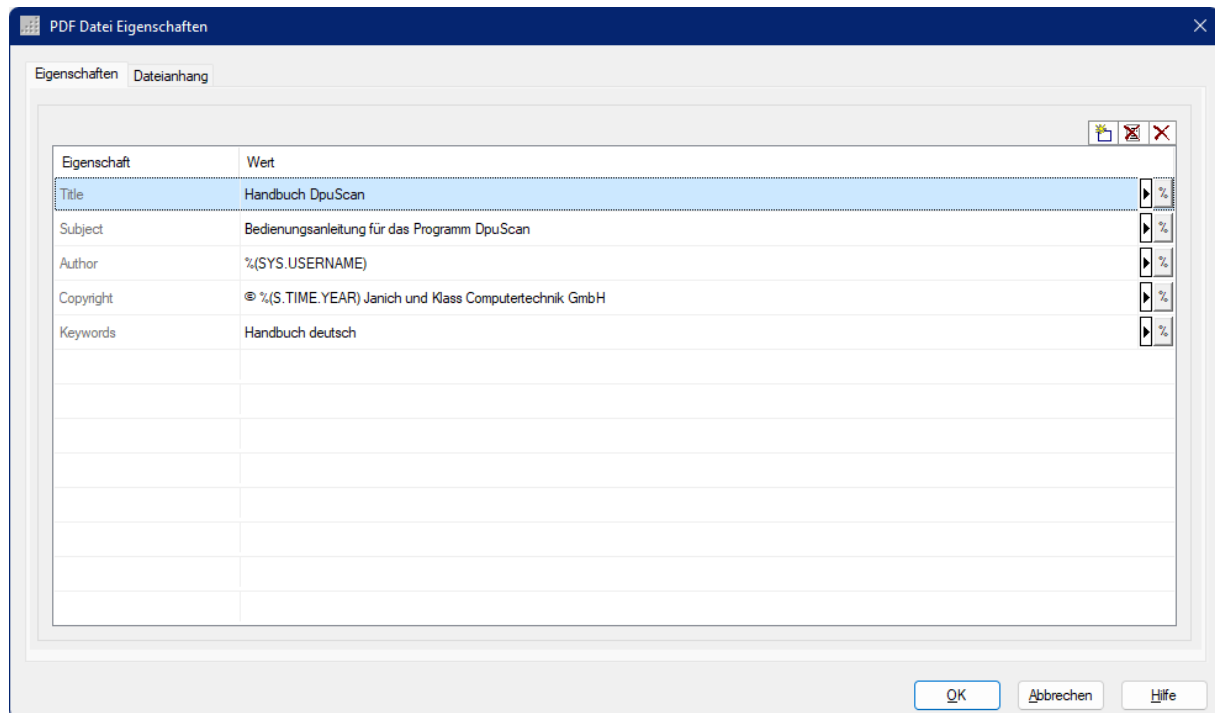 PDF Datei Eigenschaften
Eigenschaften Dateianhang
Eigenschaft Wert
Title Handbuch DpuScan %
Subject Bedienungsanleitung für das Programm DpuScan %
Author %(SYS.USERNAME) %
Copyright © %(S.TIME.YEAR) Janich und Klass Computertechnik GmbH %
Keywords Handbuch deutsch %
OK Abbrechen Hilfe